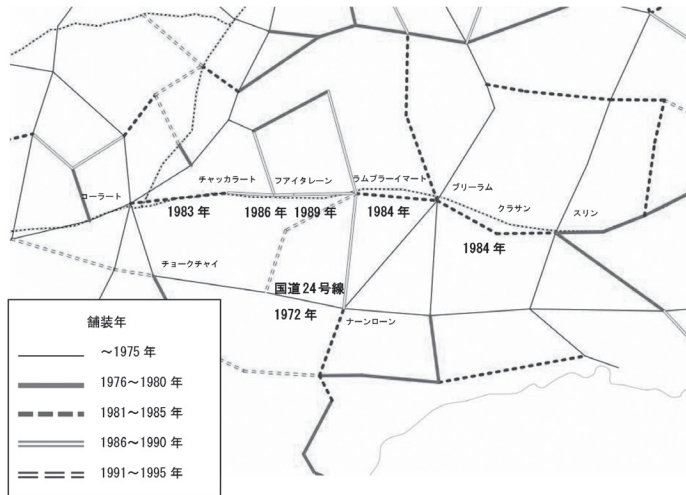 チャッカラート
フアイタレーン
ラムプラーイマート
ブリーラム
コーラート
クラサン
スリン
1983 年
1986 年
1989 年
1984 年
1984 年
チョークチャイ
国道24号線
1972 年
ナーンローン
舗装年
～1975 年
1976～1980 年
1981～1985 年
1986～1990 年
1991～1995 年